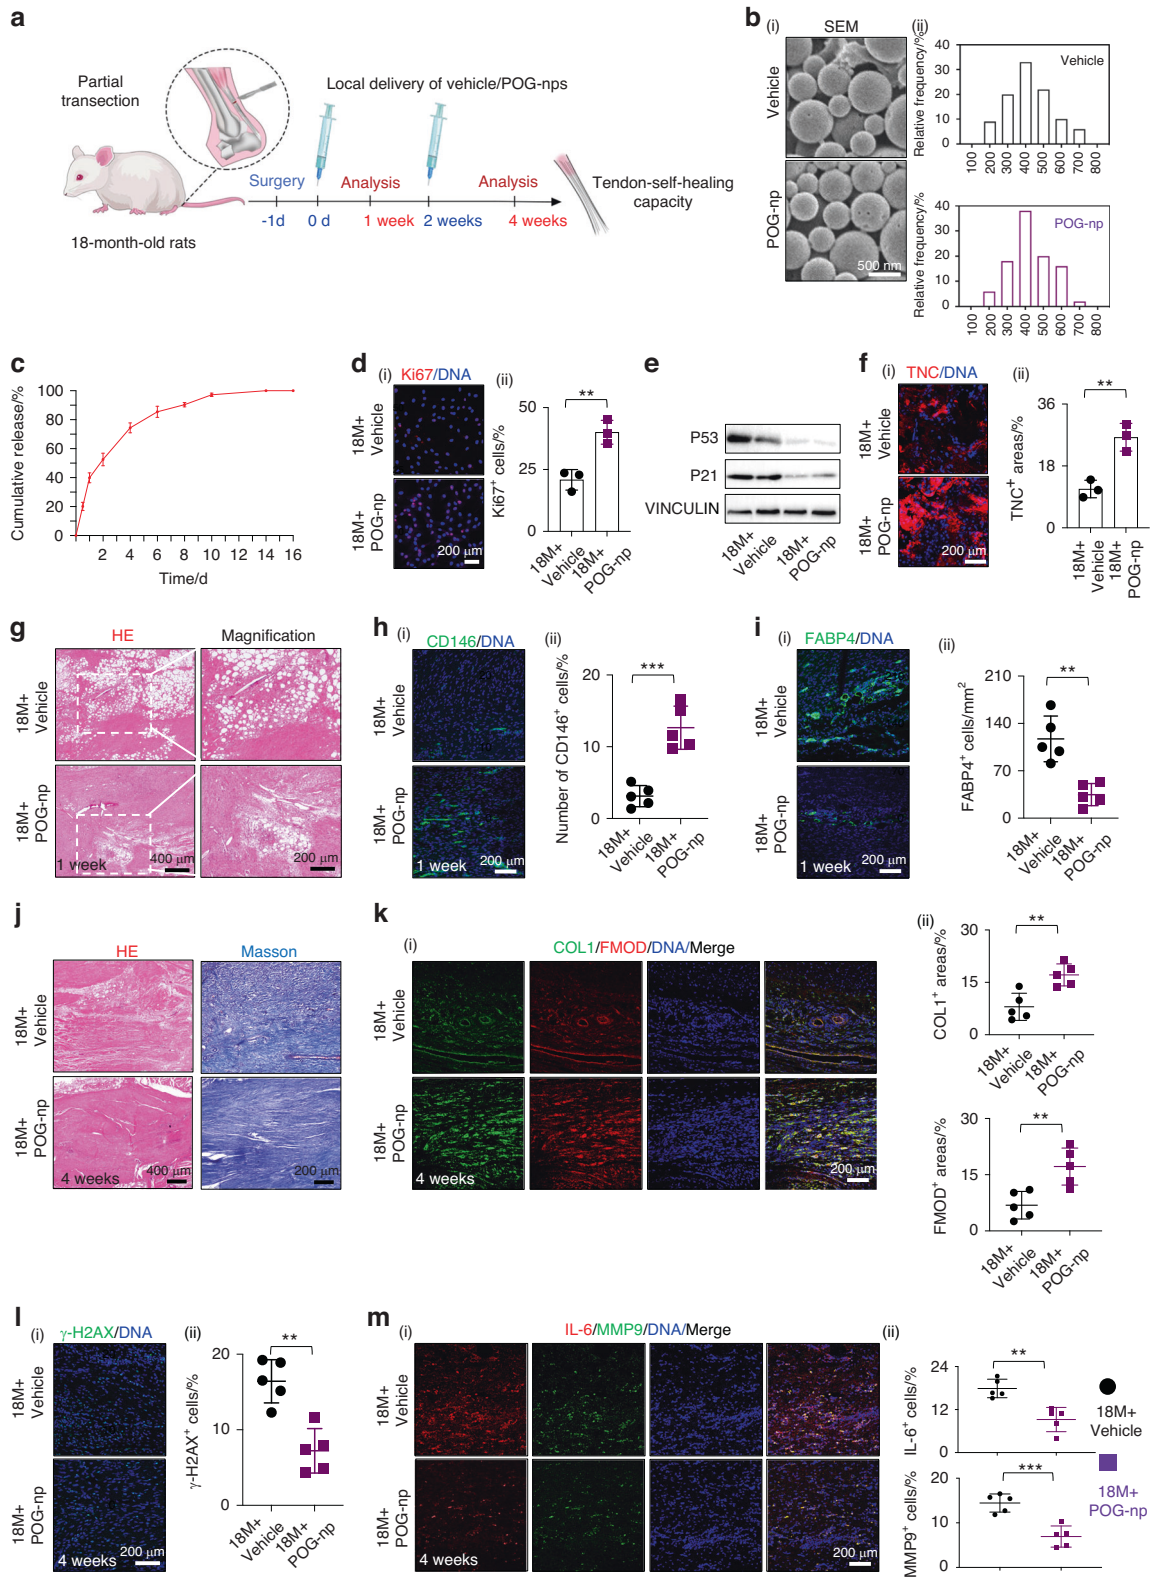 a
Partial
transection
Local delivery of vehicle/POG-nps
Surgery
Analysis
Analysis
-1d
0 d
1 week
2 weeks
4 weeks
Tendon-self-healing
capacity
18-month-old rats
b
(i)
SEM
(ii)
Vehicle
POG-np
500 nm
Relative frequency/%
40
30
20
10
0
Vehicle
100
200
300
400
500
600
700
800
Relative frequency/%
40
30
20
10
0
POG-np
100
200
300
400
500
600
700
800
c
Cumulative release/%
100
80
60
40
20
0
0
2
4
6
8
10
12
14
16
Time/d
d
(i)
Ki67/DNA
18M+
Vehicle
18M+
POG-np
200 μm
(ii)
Ki67+ cells/%
50
25
0
**
18M+
Vehicle
18M+
POG-np
e
P53
P21
VINCULIN
18M+
Vehicle
18M+
POG-np
f
(i)
TNC/DNA
18M+
Vehicle
18M+
POG-np
200 μm
(ii)
TNC+ areas/%
36
18
0
**
18M+
Vehicle
18M+
POG-np
g
HE
Magnification
18M+
Vehicle
18M+
POG-np
1 week
400 μm
200 μm
h
(i)
CD146/DNA
18M+
Vehicle
18M+
POG-np
1 week
200 μm
(ii)
Number of CD146+ cells/%
20
10
0
***
18M+
Vehicle
18M+
POG-np
i
(i)
FABP4/DNA
18M+
Vehicle
18M+
POG-np
1 week
200 μm
(ii)
FABP4+ cells/mm2
210
140
70
0
**
18M+
Vehicle
18M+
POG-np
j
HE
Masson
18M+
Vehicle
18M+
POG-np
4 weeks
400 μm
200 μm
k
(i)
COL1/FMOD/DNA/Merge
18M+
Vehicle
18M+
POG-np
4 weeks
200 μm
(ii)
COL1+ areas/%
30
15
0
**
18M+
Vehicle
18M+
POG-np
FMOD+ areas/%
30
15
0
**
18M+
Vehicle
18M+
POG-np
l
(i)
γ-H2AX/DNA
18M+
Vehicle
18M+
POG-np
4 weeks
200 μm
(ii)
γ-H2AX+ cells/%
20
10
0
**
18M+
Vehicle
18M+
POG-np
m
(i)
IL-6/MMP9/DNA/Merge
18M+
Vehicle
18M+
POG-np
4 weeks
200 μm
(ii)
IL-6+ cells/%
24
12
0
**
MMP9+ cells/%
20
10
0
***
18M+
Vehicle
18M+
POG-np